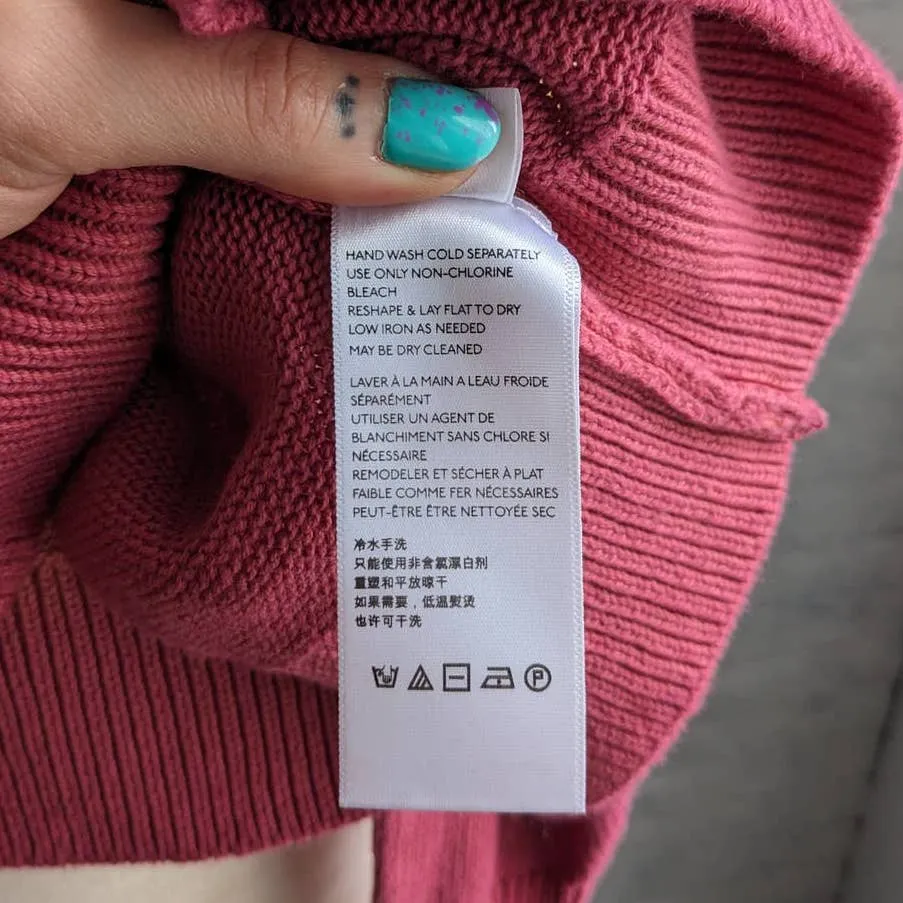 HAND WASH COLD SEPARATELY
USE ONLY NON-CHLORINE
BLEACH
RESHAPE & LAY FLAT TO DRY
LOW IRON AS NEEDED
MAY BE DRY CLEANED
LAVER À LA MAIN A LEAU FROIDE
SÉPARÉMENT
UTILISER UN AGENT DE
BLANCHIMENT SANS CHLORE SI
NÉCESSAIRE
REMODELER ET SÉCHER À PLAT
FAIBLE COMME FER NÉCESSAIRES
PEUT-ÊTRE ÊTRE NETTOYÉE SEC
冷水手洗
只能使用非含氯漂白剂
重塑和平放晾干
如果需要，低温熨烫
也许可干洗
P